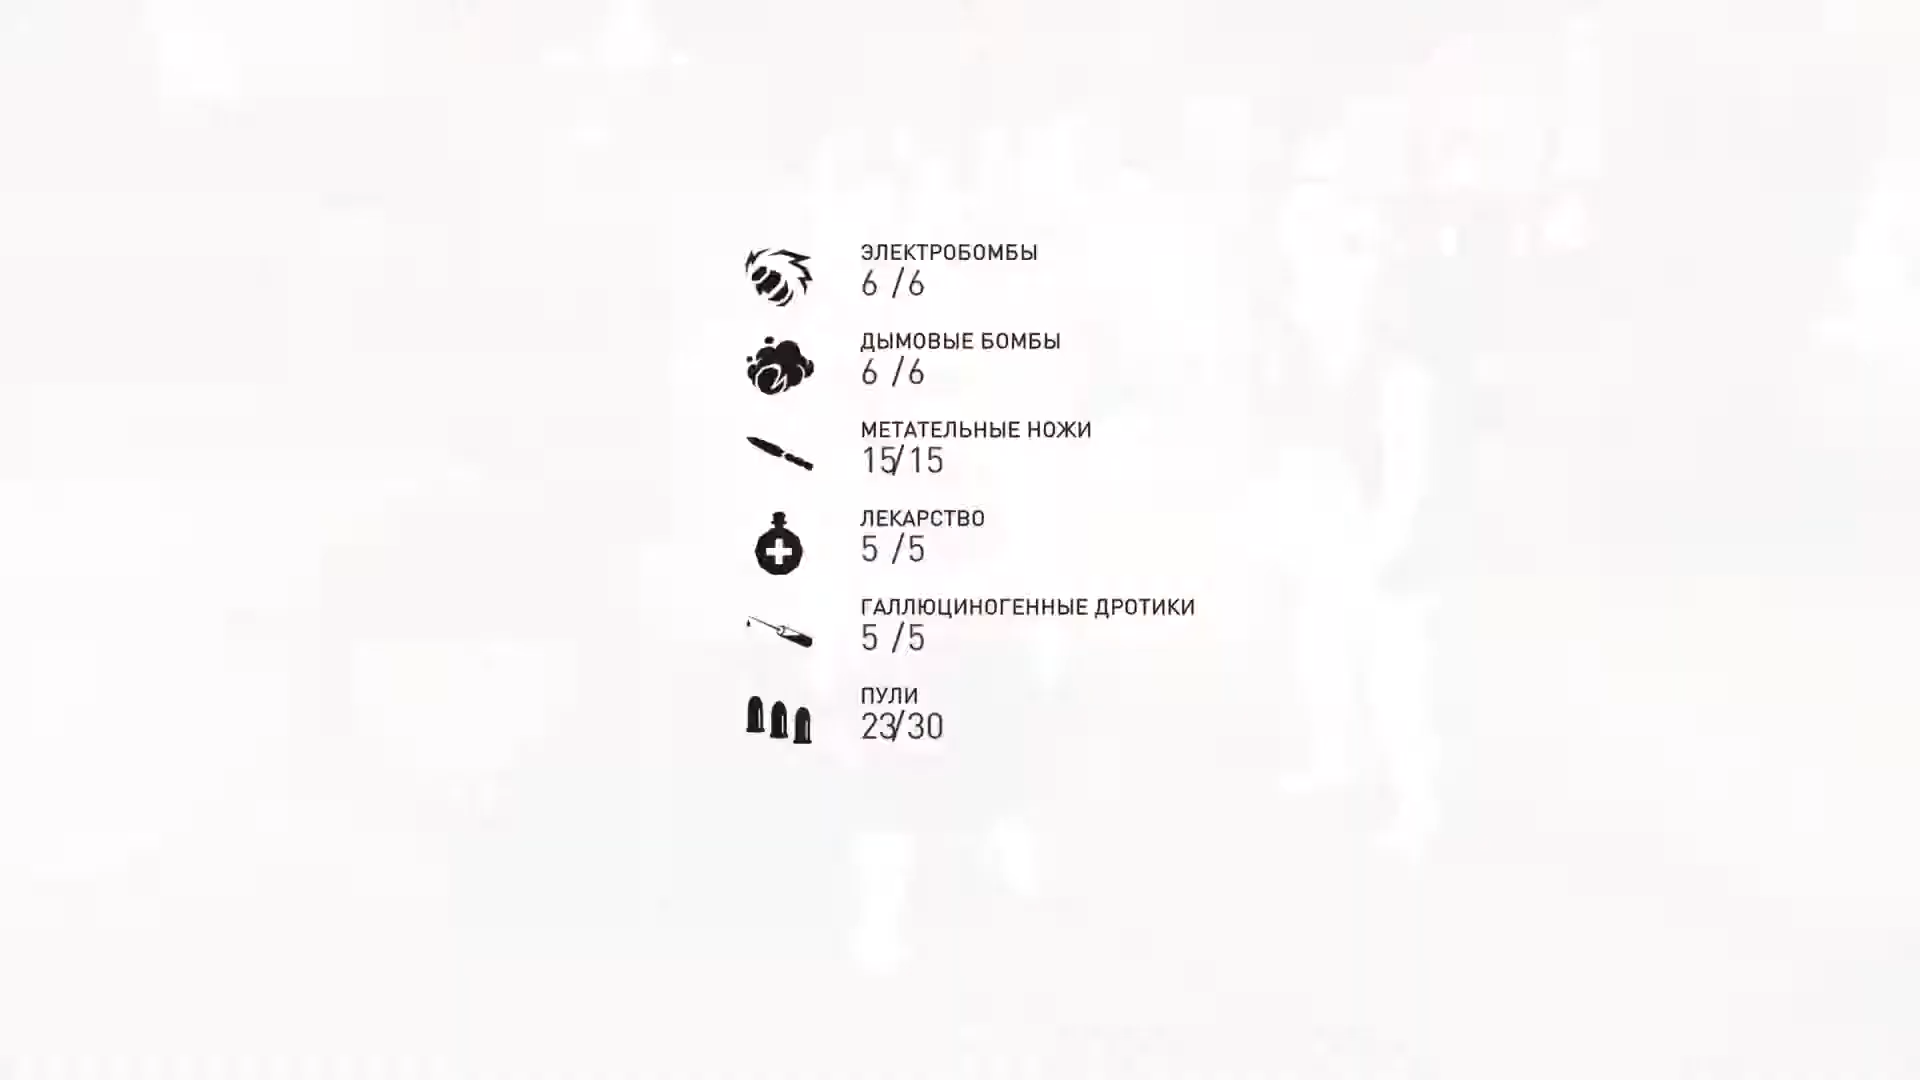 ЭЛЕКТРОБОМБЫ
6 /6
ДЫМОВЫЕ БОМБЫ
6 /6
МЕТАТЕЛЬНЫЕ НОЖИ
15/15
ЛЕКАРСТВО
5 /5
ГАЛЛЮЦИНОГЕННЫЕ ДРОТИКИ
5 /5
ПУЛИ
23/30